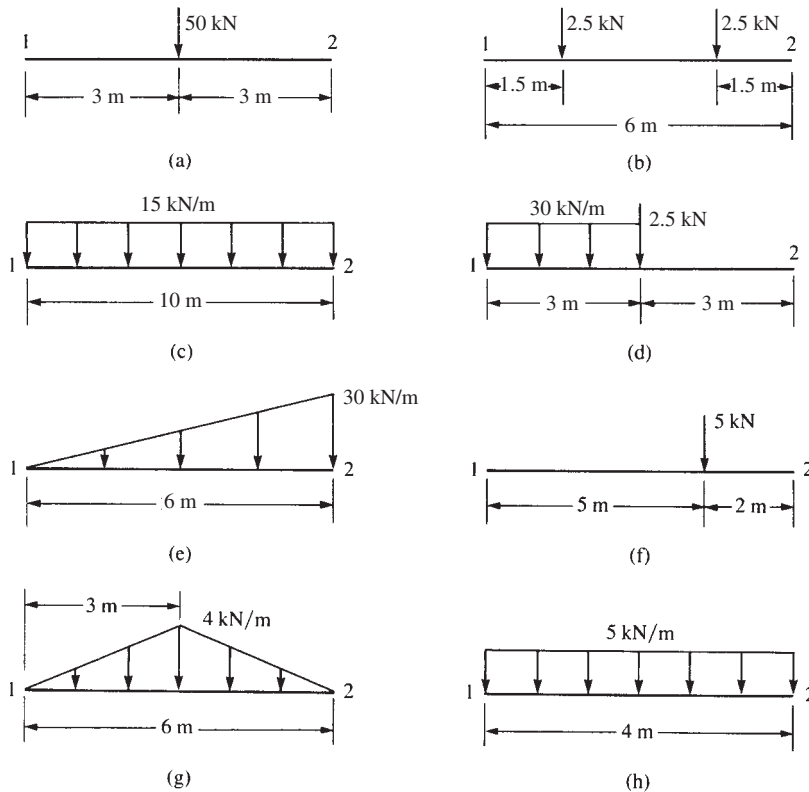 50 kN
1 2
3 m 3 m
(a)
2.5 kN 2.5 kN
1 2
1.5 m 1.5 m
6 m
(b)
15 kN/m
1 2
10 m
(c)
30 kN/m 2.5 kN
1 2
3 m 3 m
(d)
30 kN/m
1 2
6 m
(e)
5 kN
1 2
5 m 2 m
(f)
3 m 4 kN/m
1 2
6 m
(g)
5 kN/m
1 2
4 m
(h)